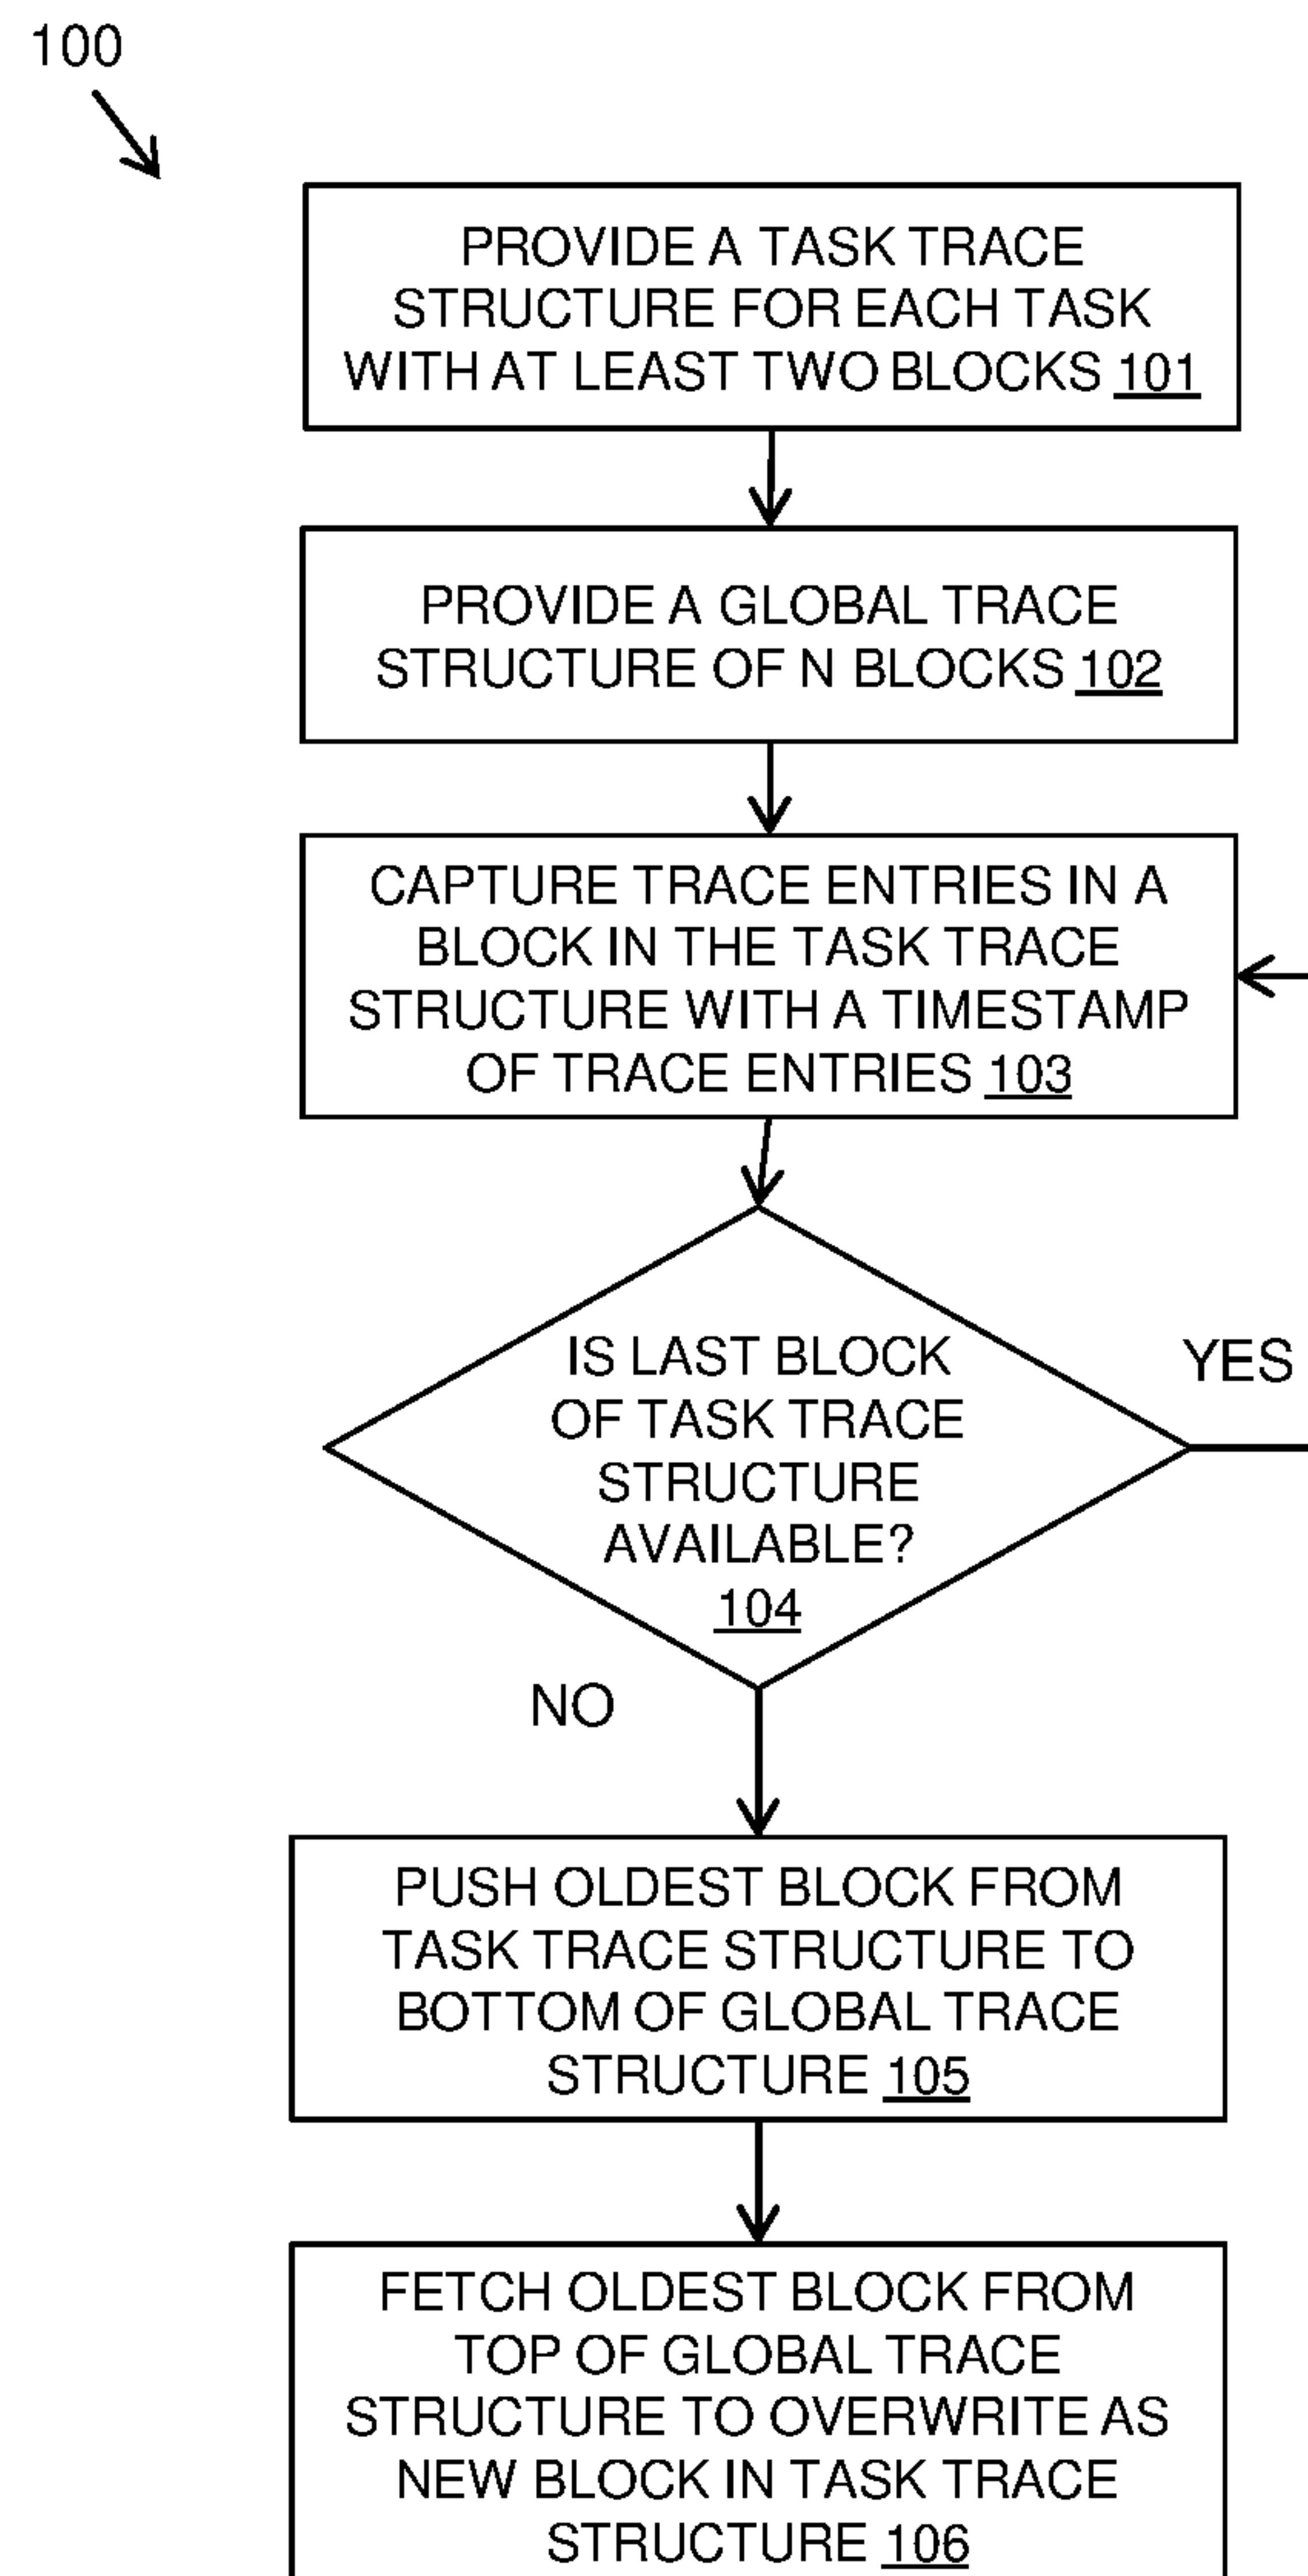 100
PROVIDE A TASK TRACE
STRUCTURE FOR EACH TASK
WITH AT LEAST TWO BLOCKS 101
PROVIDE A GLOBAL TRACE
STRUCTURE OF N BLOCKS 102
CAPTURE TRACE ENTRIES IN A
BLOCK IN THE TASK TRACE
STRUCTURE WITH A TIMESTAMP
OF TRACE ENTRIES 103
IS LAST BLOCK
OF TASK TRACE
STRUCTURE
AVAILABLE?
104
YES
NO
PUSH OLDEST BLOCK FROM
TASK TRACE STRUCTURE TO
BOTTOM OF GLOBAL TRACE
STRUCTURE 105
FETCH OLDEST BLOCK FROM
TOP OF GLOBAL TRACE
STRUCTURE TO OVERWRITE AS
NEW BLOCK IN TASK TRACE
STRUCTURE 106